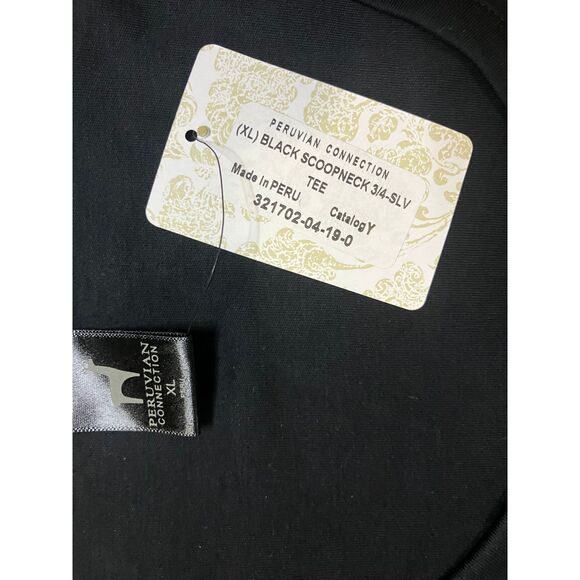 PERUVIAN CONNECTION
(XL) BLACK SCOOPNECK 3/4-SLV
TEE
Made in PERU Catalog Y
321702-04-19-0
PERUVIAN
CONNECTION
XL